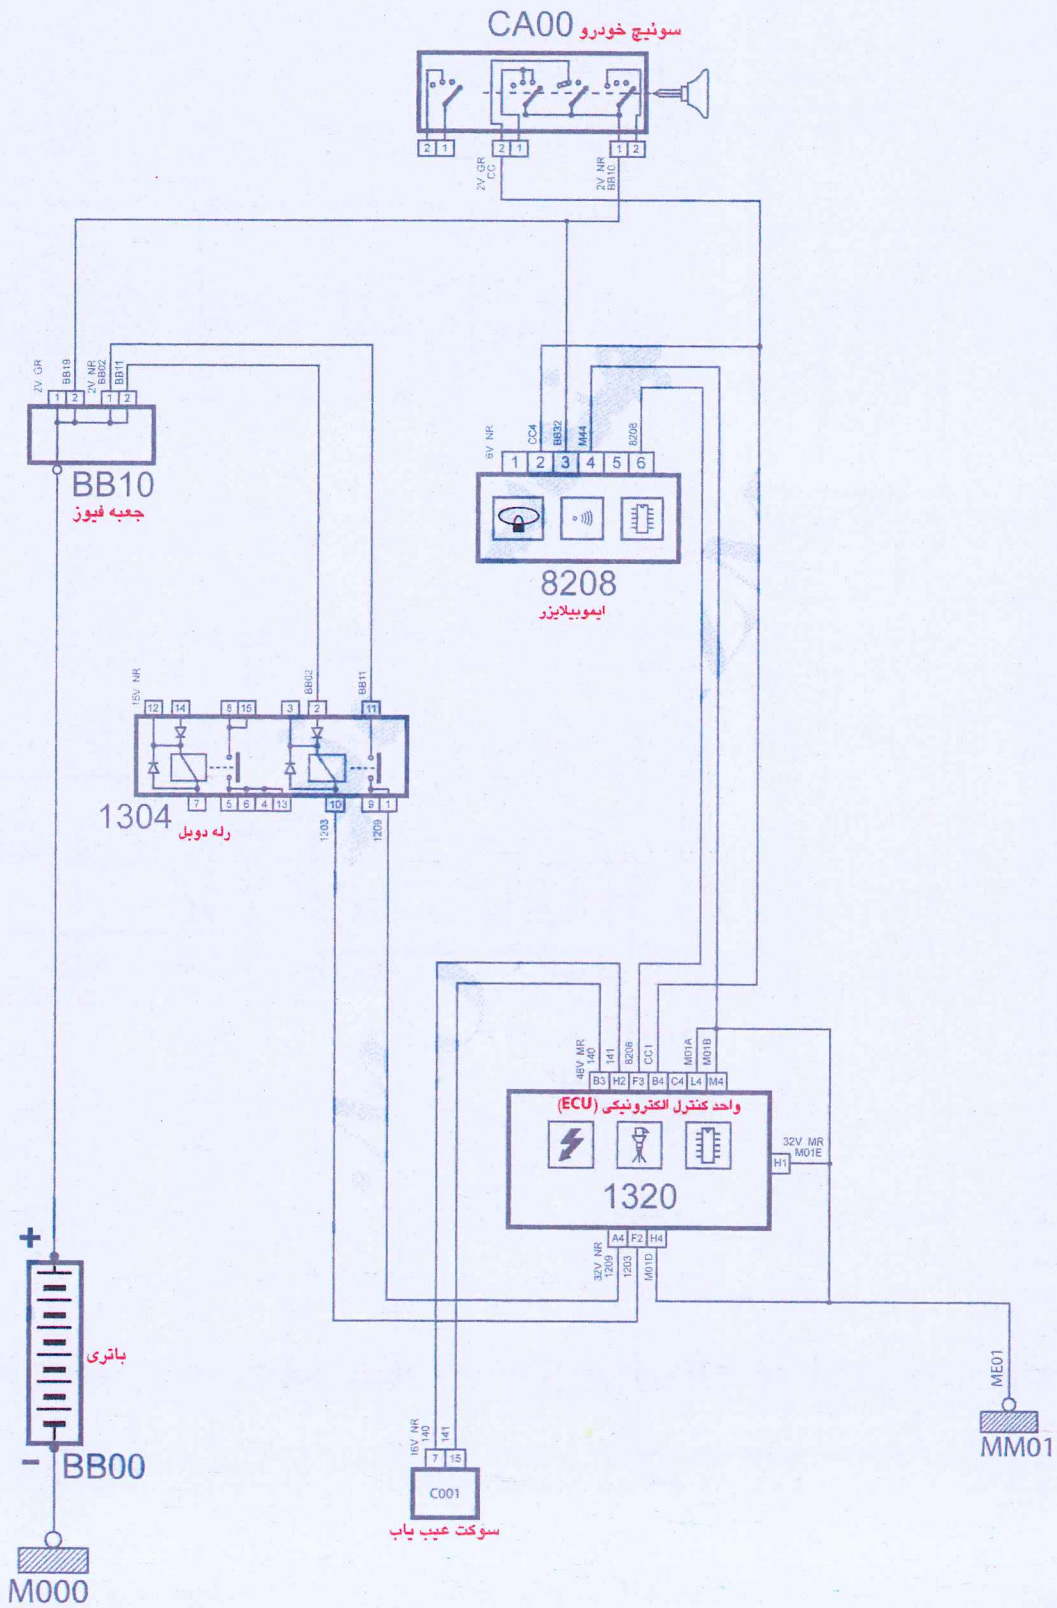 CA00 سوئیچ خودرو
2 1
2 1
1 2
2V GR
CC
2V NR
BB10
2V GR
BB19
2V NR
BB02
BB11
1 2
1 2
BB10
جعبه فیوز
6V NR
CC4
BB32
M44
8208
1 2 3 4 5 6
8208
ایموبیلایزر
15V NR
BB02
BB11
12 14 8 15 3 2 11
7 5 6 4 13 10 9 1
1304 رله دوبل
1203
1209
48V MR
140
141
8208
CC1
M01A
M01B
B3 H2 F3 B4 C4 L4 M4
واحد کنترل الکترونیکی (ECU)
32V MR
M01E
H1
1320
A4 F2 H4
32V NR
1209
1203
M01D
+
باتری
-
BB00
M000
ME01
MM01
16V NR
140
141
7 15
C001
سوکت عیب یاب